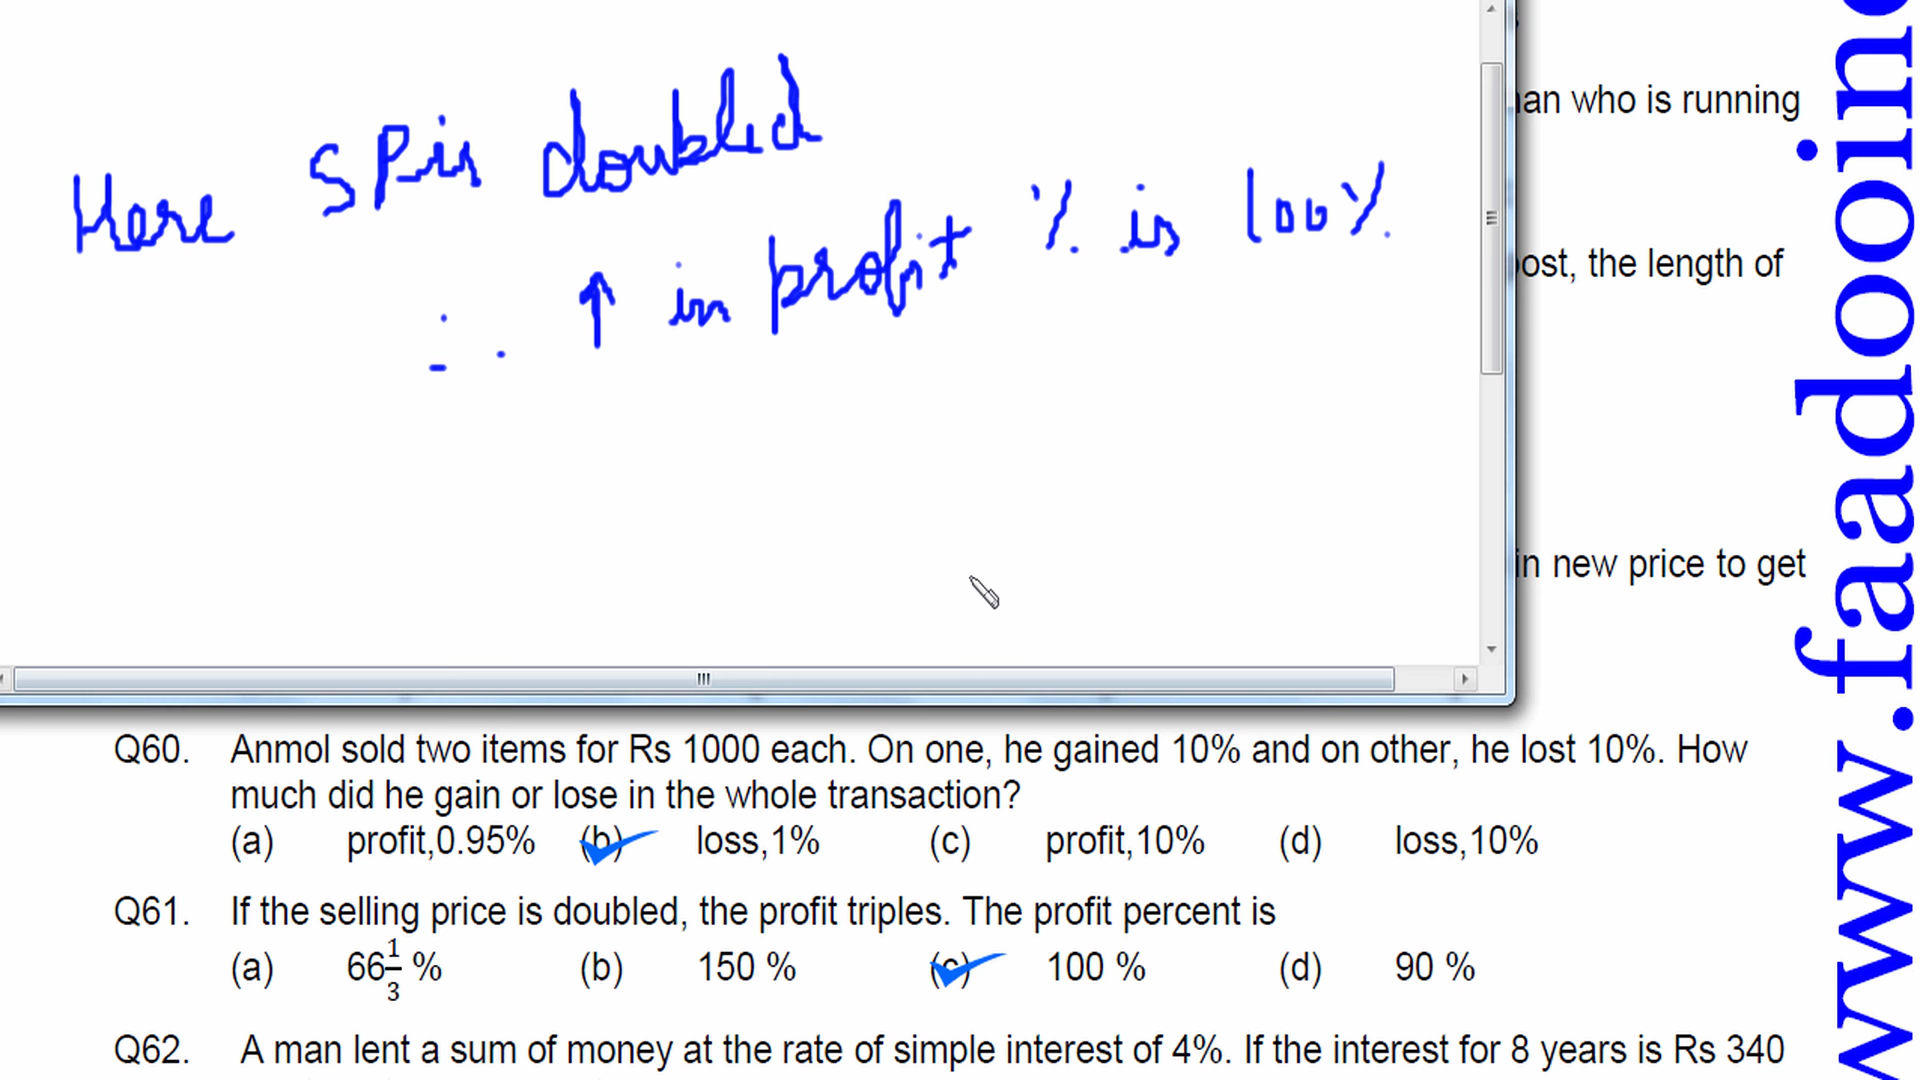 Here SP is doubled
∴ ↑ in profit % is 100%
an who is running
ost, the length of
in new price to get
Q60. Anmol sold two items for Rs 1000 each. On one, he gained 10% and on other, he lost 10%. How
much did he gain or lose in the whole transaction?
(a) profit,0.95% (b) loss,1% (c) profit,10% (d) loss,10%
Q61. If the selling price is doubled, the profit triples. The profit percent is
(a) 66 1/3 % (b) 150 % (c) 100 % (d) 90 %
Q62. A man lent a sum of money at the rate of simple interest of 4%. If the interest for 8 years is Rs 340
www.faadooin